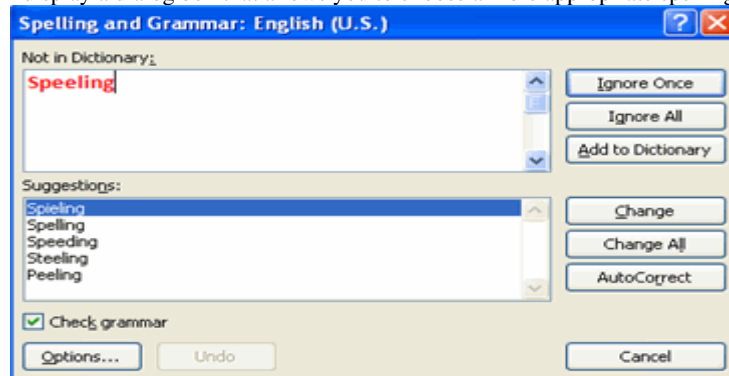 Spelling and Grammar: English (U.S.)
Not in Dictionary:
Speeling
Ignore Once
Ignore All
Add to Dictionary
Suggestions:
Spieling
Spelling
Speeding
Steeling
Peeling
Change
Change All
AutoCorrect
Check grammar
Options...
Undo
Cancel